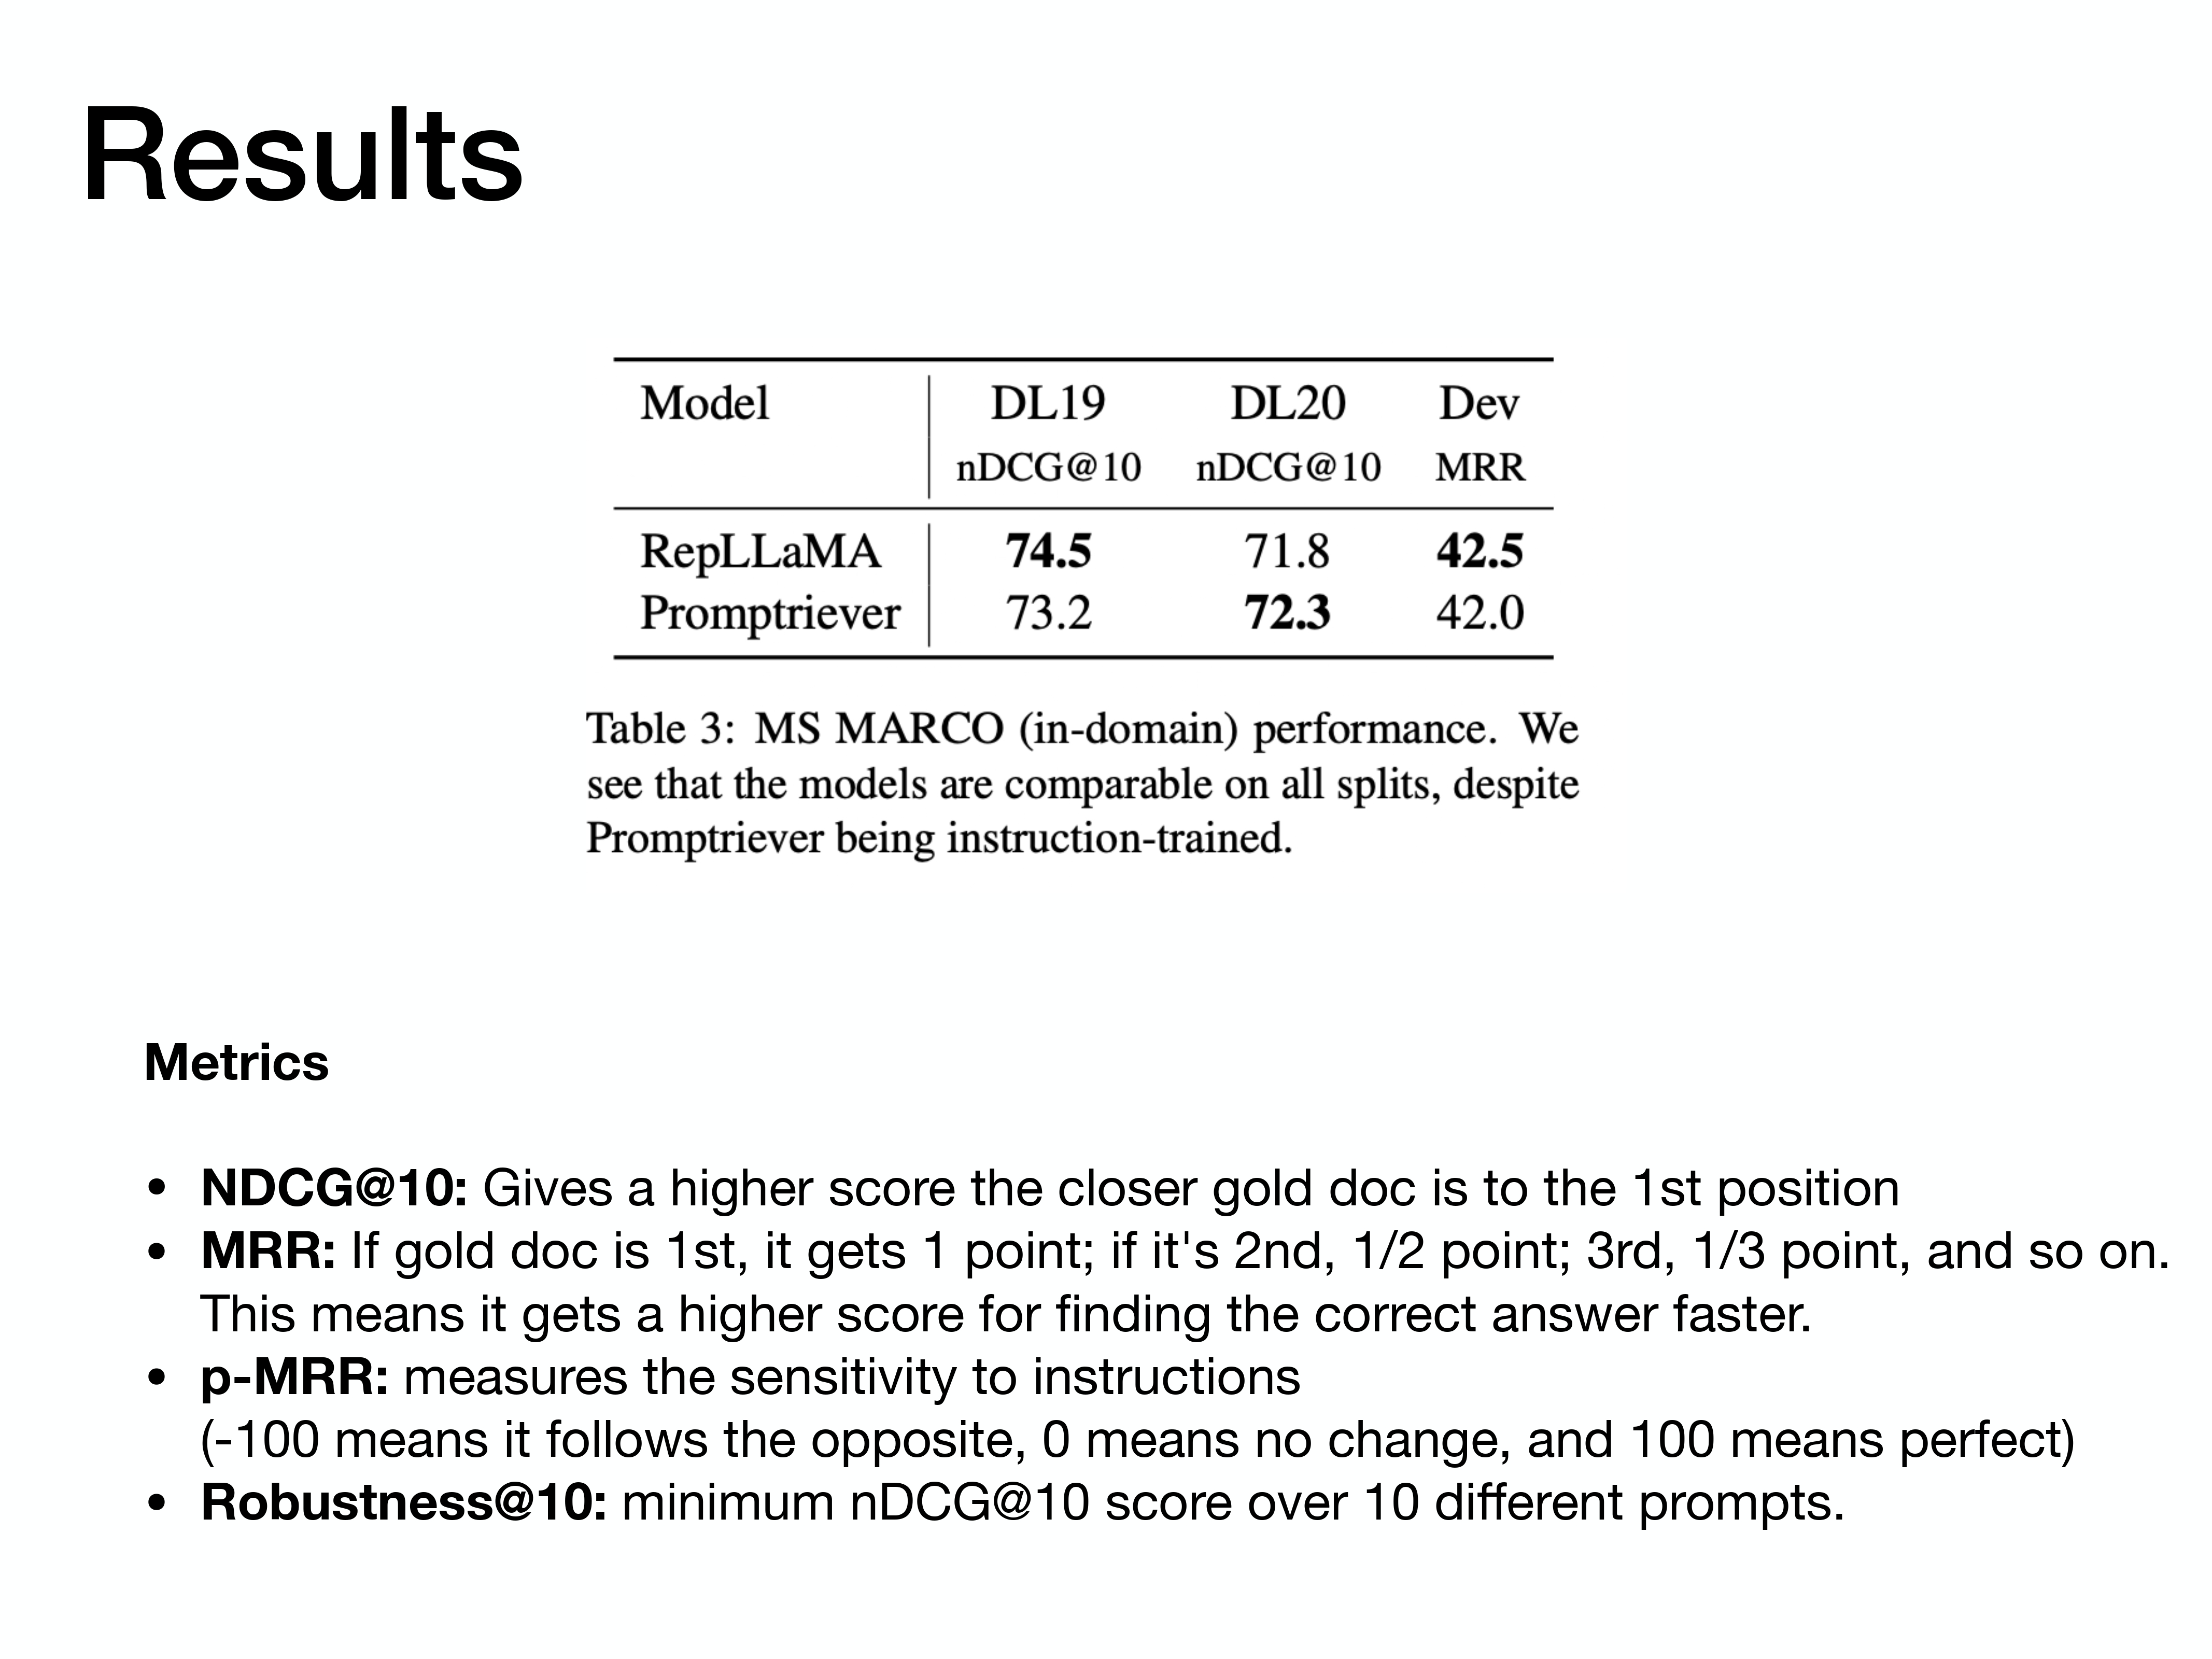 Results
Model DL19 DL20 Dev
nDCG@10 nDCG@10 MRR
RepLLaMA 74.5 71.8 42.5
Promptriever 73.2 72.3 42.0
Table 3: MS MARCO (in-domain) performance. We
see that the models are comparable on all splits, despite
Promptriever being instruction-trained.
Metrics
• NDCG@10: Gives a higher score the closer gold doc is to the 1st position
• MRR: If gold doc is 1st, it gets 1 point; if it's 2nd, 1/2 point; 3rd, 1/3 point, and so on.
This means it gets a higher score for finding the correct answer faster.
• p-MRR: measures the sensitivity to instructions
(-100 means it follows the opposite, 0 means no change, and 100 means perfect)
• Robustness@10: minimum nDCG@10 score over 10 different prompts.